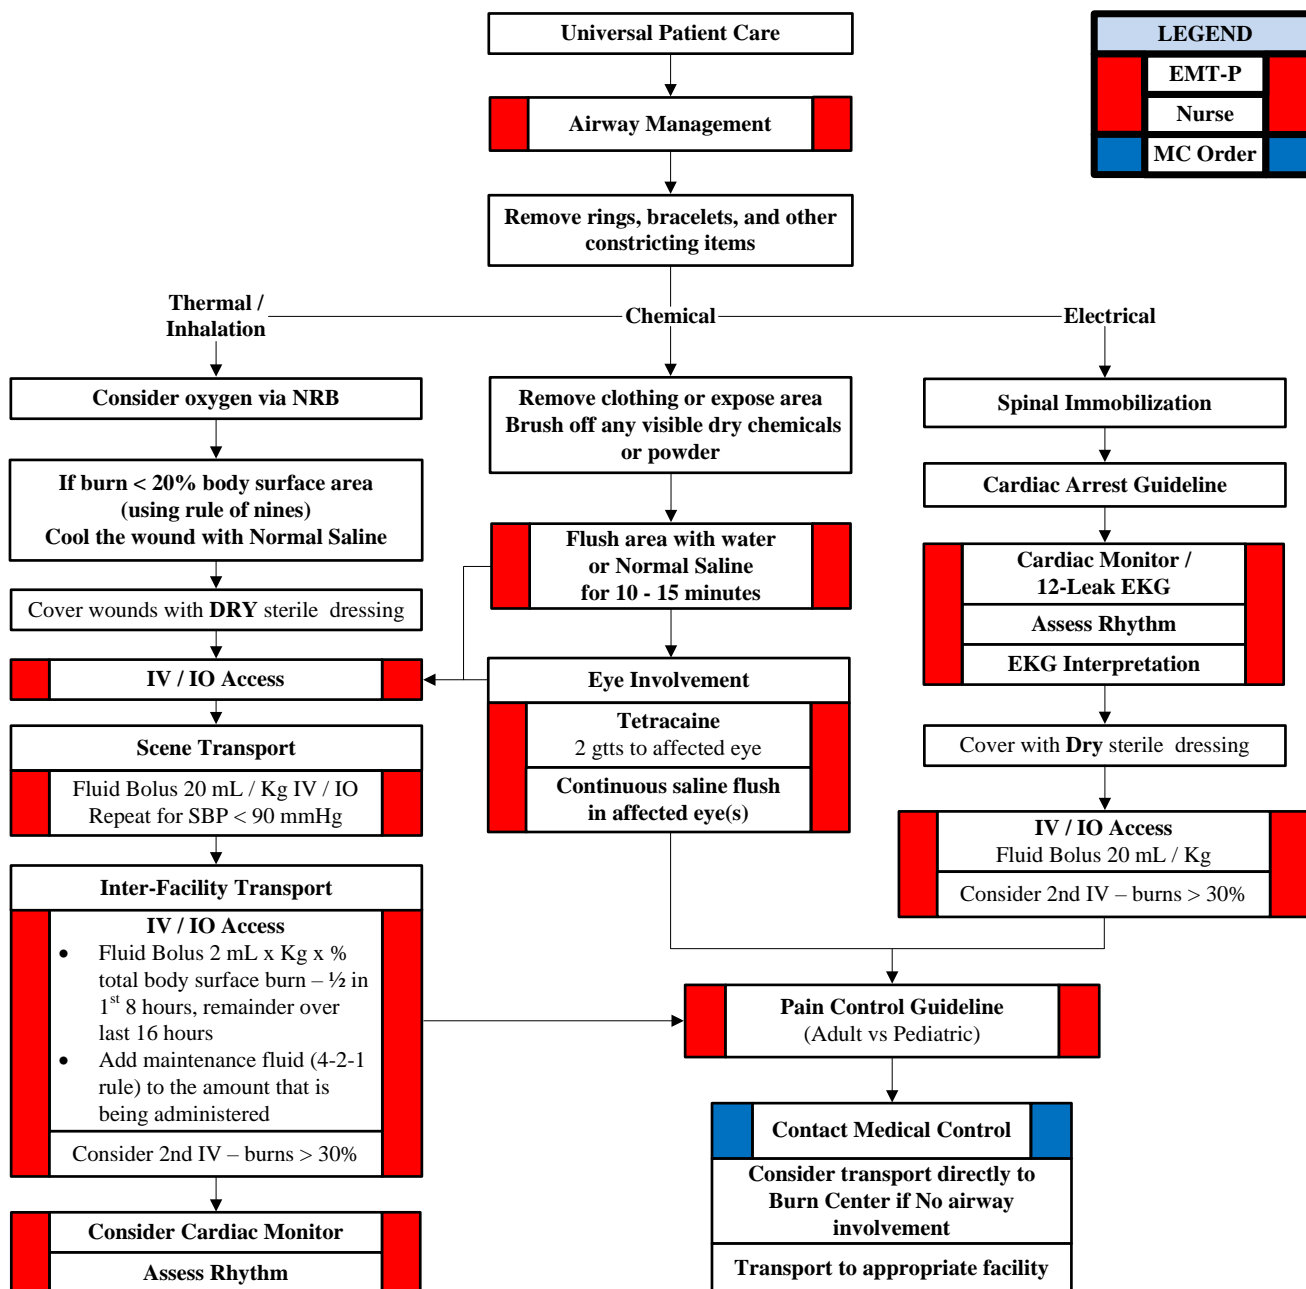 Universal Patient Care
LEGEND
EMT-P
Nurse
MC Order
Airway Management
Remove rings, bracelets, and other
constricting items
Thermal /
Inhalation
Chemical
Electrical
Consider oxygen via NRB
If burn < 20% body surface area
(using rule of nines)
Cool the wound with Normal Saline
Cover wounds with DRY sterile dressing
IV / IO Access
Scene Transport
Fluid Bolus 20 mL / Kg IV / IO
Repeat for SBP < 90 mmHg
Inter-Facility Transport
IV / IO Access
• Fluid Bolus 2 mL x Kg x %
total body surface burn – ½ in
1st 8 hours, remainder over
last 16 hours
• Add maintenance fluid (4-2-1
rule) to the amount that is
being administered
Consider 2nd IV – burns > 30%
Consider Cardiac Monitor
Assess Rhythm
Remove clothing or expose area
Brush off any visible dry chemicals
or powder
Flush area with water
or Normal Saline
for 10 - 15 minutes
Eye Involvement
Tetracaine
2 gtts to affected eye
Continuous saline flush
in affected eye(s)
Spinal Immobilization
Cardiac Arrest Guideline
Cardiac Monitor /
12-Leak EKG
Assess Rhythm
EKG Interpretation
Cover with Dry sterile dressing
IV / IO Access
Fluid Bolus 20 mL / Kg
Consider 2nd IV – burns > 30%
Pain Control Guideline
(Adult vs Pediatric)
Contact Medical Control
Consider transport directly to
Burn Center if No airway
involvement
Transport to appropriate facility